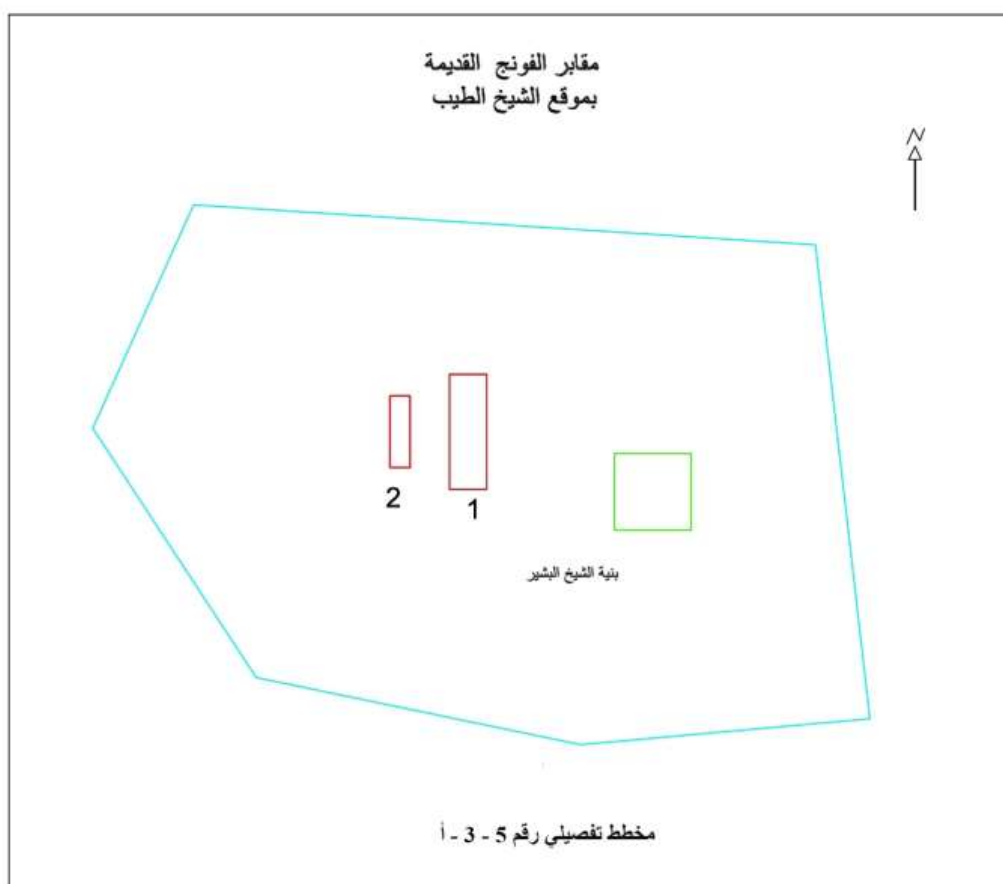 مقابر الفونج القديمة
بموقع الشيخ الطيب
N
2
1
بنية الشيخ البشير
مخطط تفصيلي رقم 5 - 3 - أ